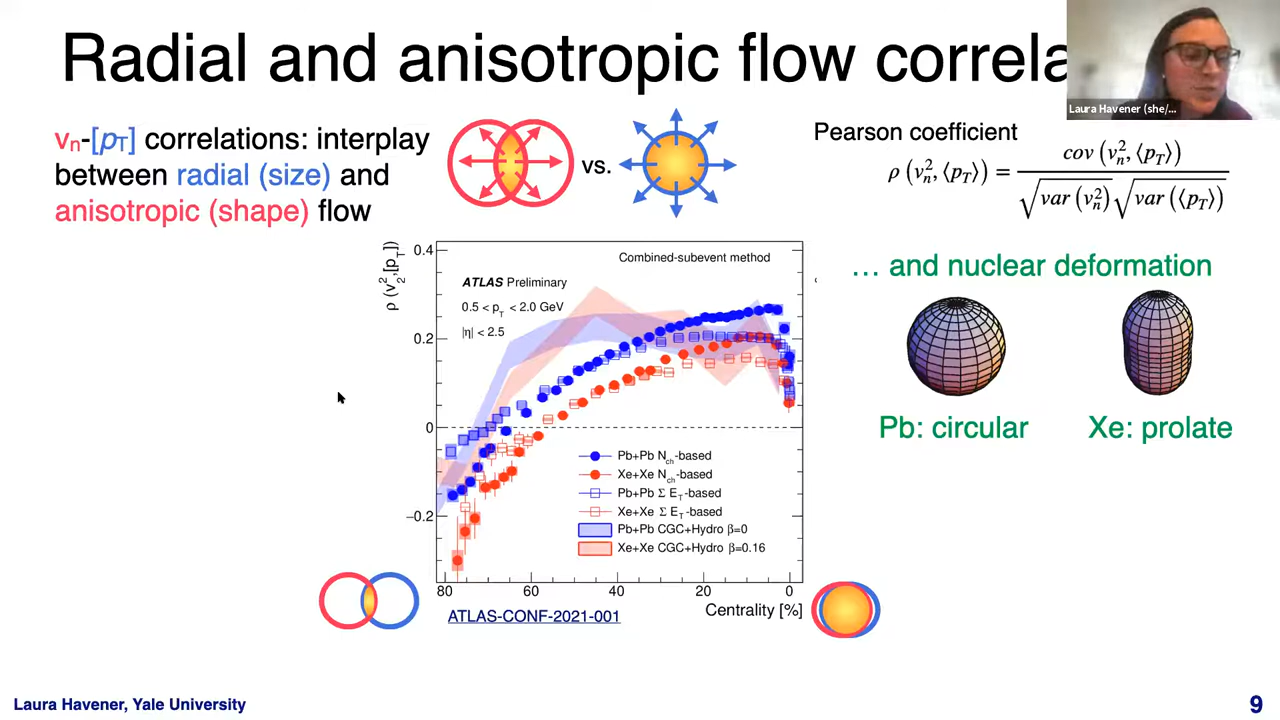 Radial and anisotropic flow correla
Laura Havener (she/...
vn-[pT] correlations: interplay
between radial (size) and
anisotropic (shape) flow
vs.
Pearson coefficient
ρ (vn², ⟨pT⟩) = cov (vn², ⟨pT⟩) / √var (vn²) √var (⟨pT⟩)
... and nuclear deformation
Pb: circular
Xe: prolate
ρ (v2²,[pT])
0.4
0.2
0
−0.2
Combined-subevent method
ATLAS Preliminary
0.5 < pT < 2.0 GeV
|η| < 2.5
Pb+Pb Nch-based
Xe+Xe Nch-based
Pb+Pb Σ ET-based
Xe+Xe Σ ET-based
Pb+Pb CGC+Hydro β=0
Xe+Xe CGC+Hydro β=0.16
80 60 40 20 0
Centrality [%]
ATLAS-CONF-2021-001
Laura Havener, Yale University
9